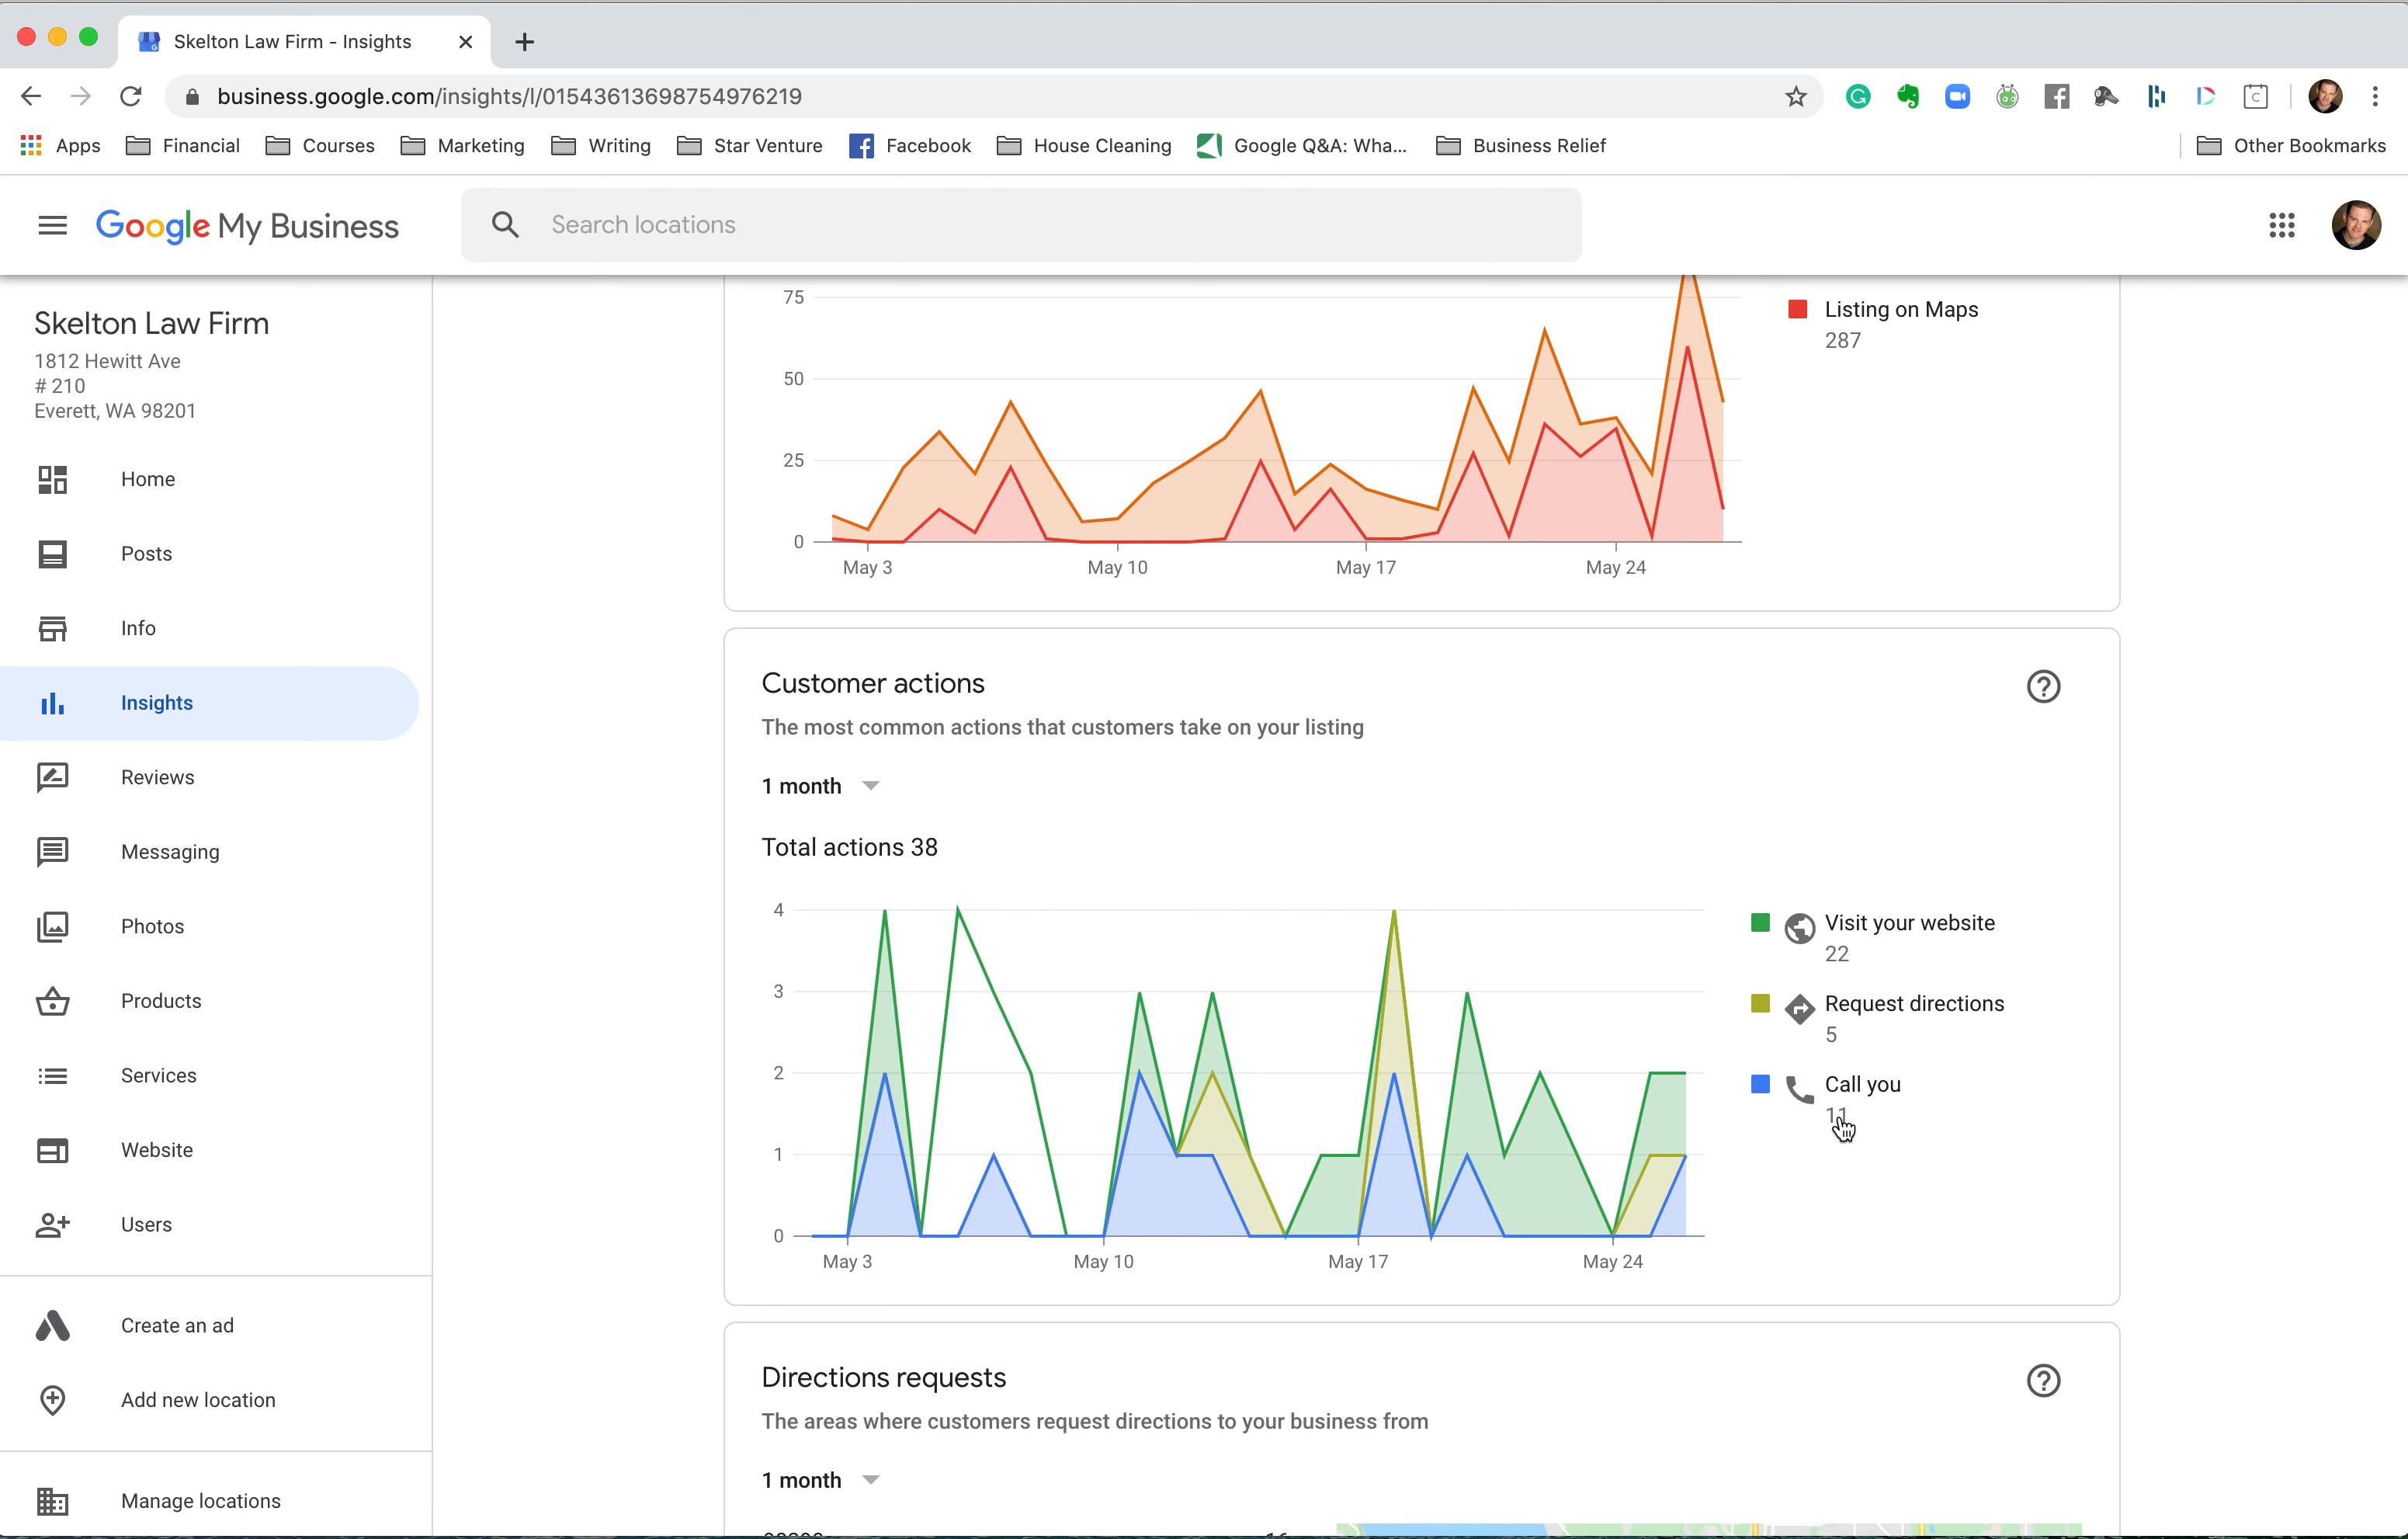 Skelton Law Firm - Insights
business.google.com/insights/l/01543613698754976219
Apps Financial Courses Marketing Writing Star Venture Facebook House Cleaning Google Q&A: Wha... Business Relief Other Bookmarks
Google My Business
Search locations
Skelton Law Firm
1812 Hewitt Ave
# 210
Everett, WA 98201
Home
Posts
Info
Insights
Reviews
Messaging
Photos
Products
Services
Website
Users
Create an ad
Add new location
Manage locations
75
50
25
0
May 3 May 10 May 17 May 24
Listing on Maps
287
Customer actions
The most common actions that customers take on your listing
1 month
Total actions 38
4
3
2
1
0
May 3 May 10 May 17 May 24
Visit your website
22
Request directions
5
Call you
11
Directions requests
The areas where customers request directions to your business from
1 month